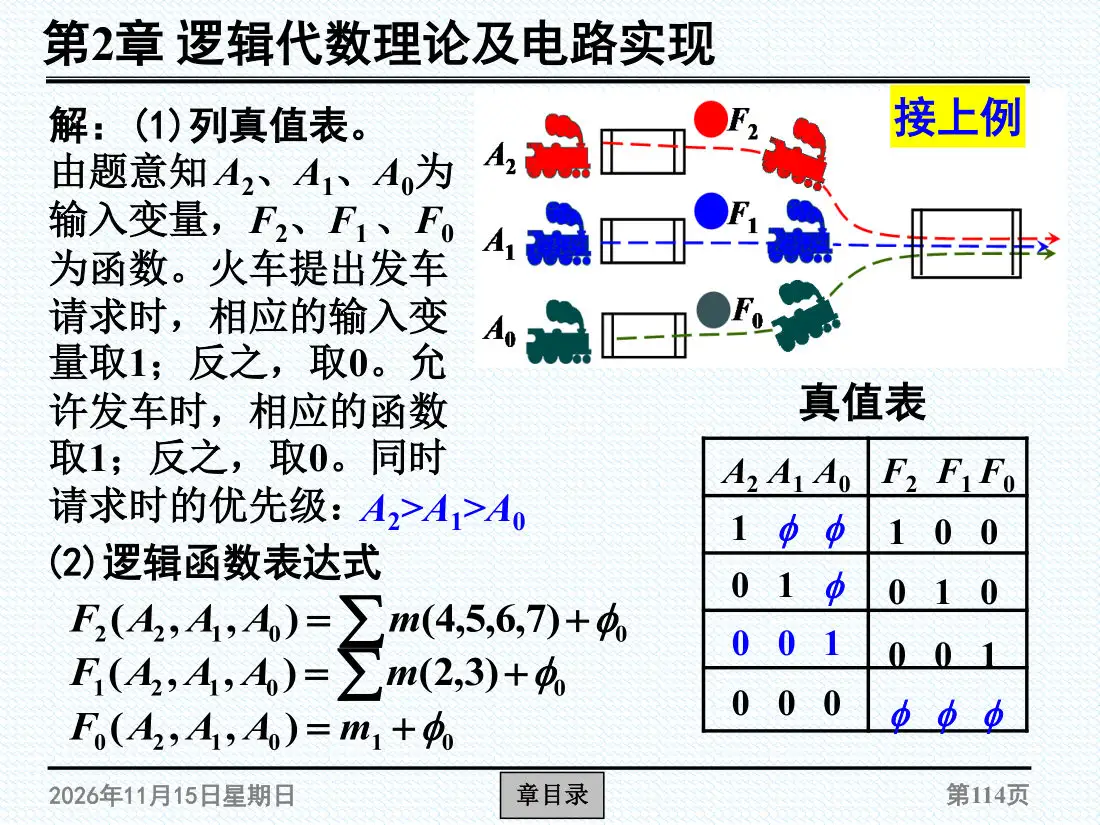 第2章 逻辑代数理论及电路实现
接上例
解：(1)列真值表。
由题意知A₂、A₁、A₀为
输入变量，F₂、F₁、F₀
为函数。火车提出发车
请求时，相应的输入变
量取1；反之，取0。允
许发车时，相应的函数
取1；反之，取0。同时
请求时的优先级：A₂>A₁>A₀
(2)逻辑函数表达式
F₂(A₂,A₁,A₀)=∑m(4,5,6,7)+ϕ₀
F₁(A₂,A₁,A₀)=∑m(2,3)+ϕ₀
F₀(A₂,A₁,A₀)=m₁+ϕ₀
A₂ F₂
A₁ F₁
A₀ F₀
真值表
A₂ A₁ A₀ F₂ F₁ F₀
1 ϕ ϕ 1 0 0
0 1 ϕ 0 1 0
0 0 1 0 0 1
0 0 0 ϕ ϕ ϕ
2026年11月15日星期日
章目录
第114页